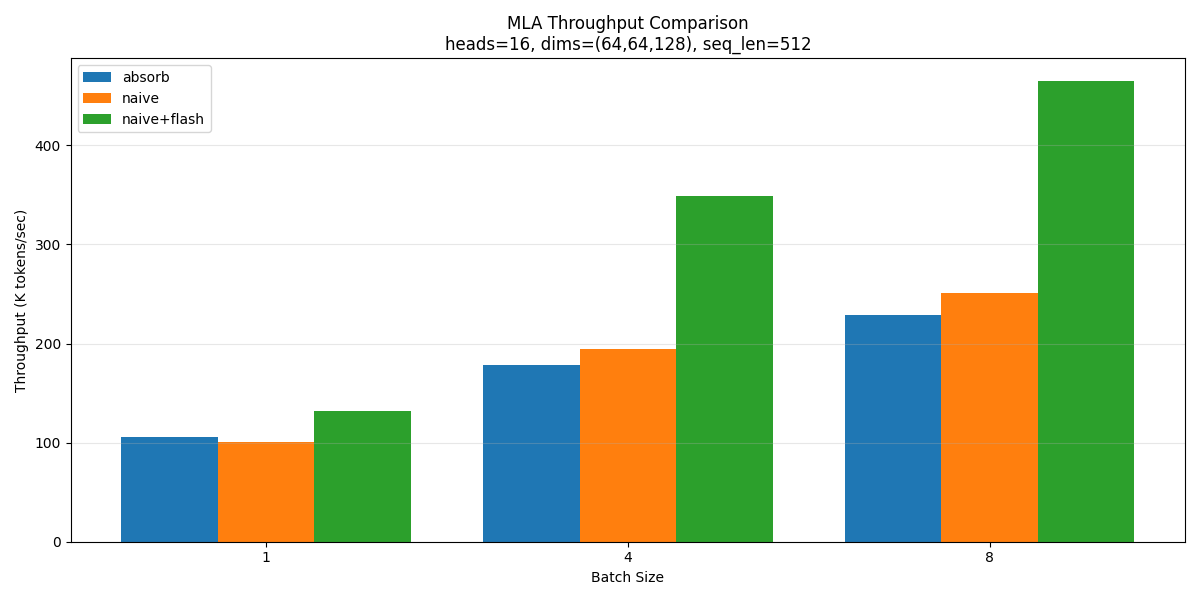 MLA Throughput Comparison
heads=16, dims=(64,64,128), seq_len=512
absorb
naive
naive+flash
Throughput (K tokens/sec)
400
300
200
100
0
1
4
8
Batch Size